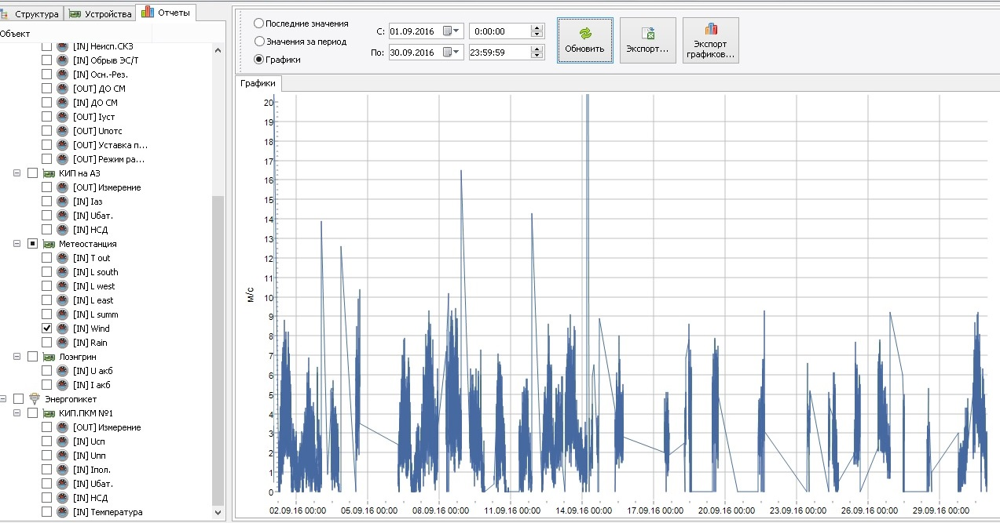 Структура
Устройства
Отчеты
Объект
[IN] Неисп.СКЗ
[IN] Обрыв ЭС/Т
[IN] Осн.-Рез.
[OUT] ДО СМ
[IN] ДО СМ
[OUT] Iуст
[OUT] Uпотс
[OUT] Уставка п...
[OUT] Режим ра...
КИП на АЗ
[OUT] Измерение
[IN] Iаз
[IN] Uбат.
[IN] НСД
Метеостанция
[IN] T out
[IN] L south
[IN] L west
[IN] L east
[IN] L summ
[IN] Wind
[IN] Rain
Лоэнгрин
[IN] U акб
[IN] I акб
Энергопикет
КИП.ПКМ №1
[OUT] Измерение
[IN] Uсп
[IN] Uпп
[IN] Iпол.
[IN] Uбат.
[IN] НСД
[IN] Температура
Последние значения
Значения за период
Графики
С: 01.09.2016 0:00:00
По: 30.09.2016 23:59:59
Обновить
Экспорт...
Экспорт
графиков...
Графики
м/с
20
19
18
17
16
15
14
13
12
11
10
9
8
7
6
5
4
3
2
1
0
02.09.16 00:00 05.09.16 00:00 08.09.16 00:00 11.09.16 00:00 14.09.16 00:00 17.09.16 00:00 20.09.16 00:00 23.09.16 00:00 26.09.16 00:00 29.09.16 00:00